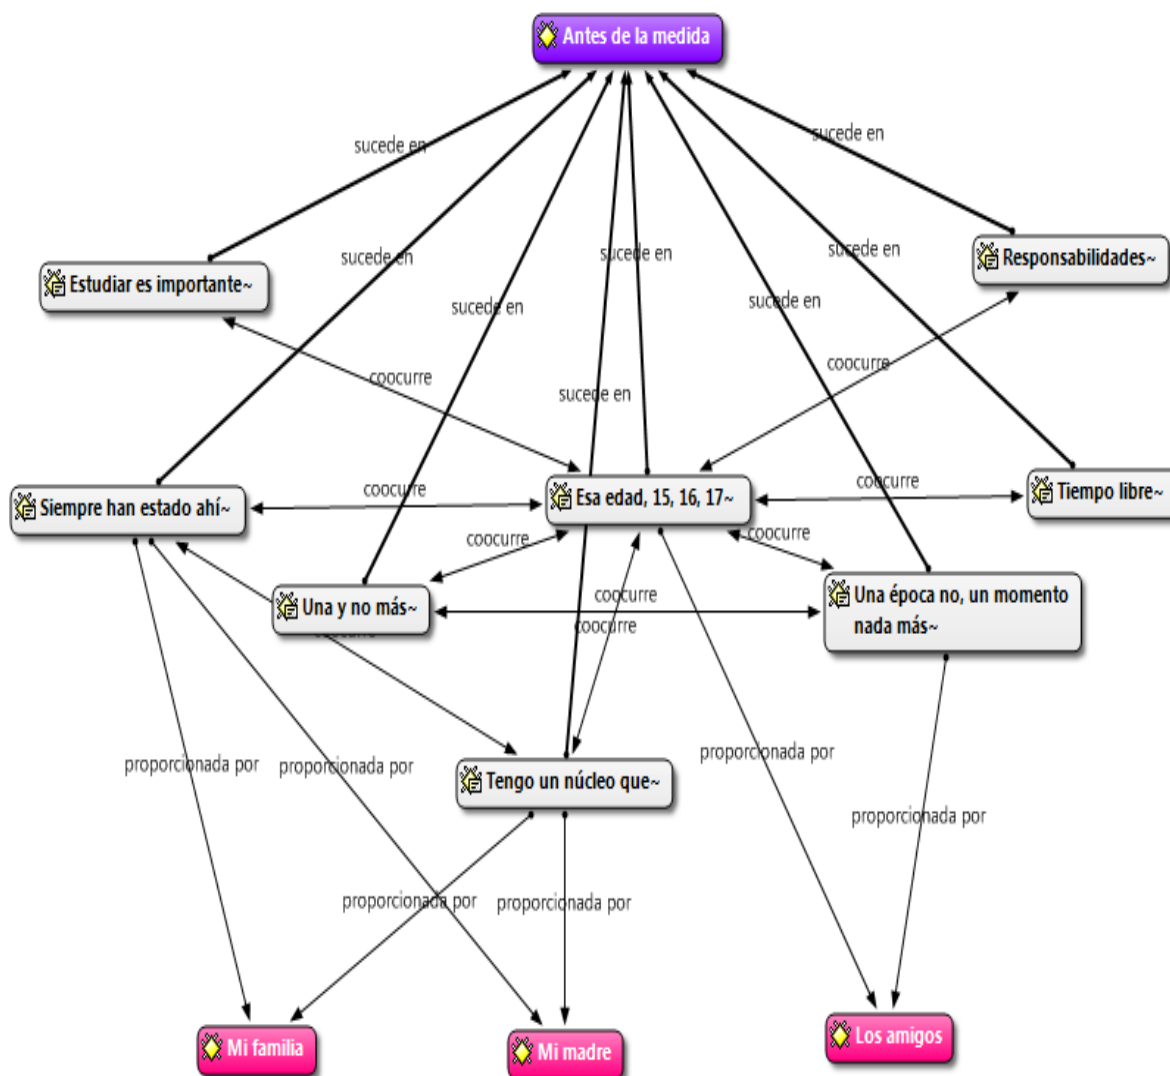 Antes de la medida
sucede en
sucede en
Responsabilidades~
sucede en
sucede en
sucede en
Estudiar es importante~
sucede en
sucede en
coocurre
coocurre
sucede en
Siempre han estado ahí~
coocurre
Esa edad, 15, 16, 17~
coocurre
Tiempo libre~
coocurre
coocurre
Una y no más~
coocurre
Una época no, un momento
nada más~
coocurre
coocurre
proporcionada por
proporcionada por
Tengo un núcleo que~
proporcionada por
proporcionada por
proporcionada por
proporcionada por
Mi familia
Mi madre
Los amigos